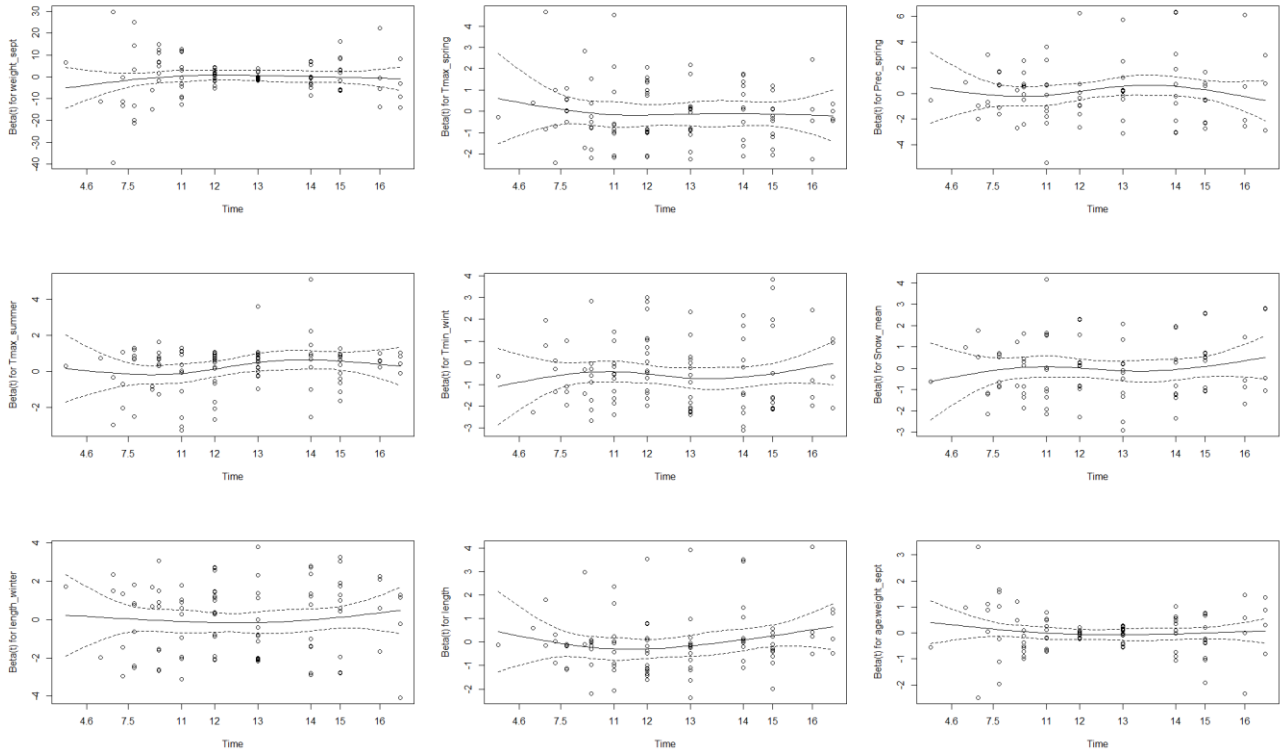 Beta(t) for weight_sept
30
20
10
0
-10
-20
-30
-40
4.6 7.5 11 12 13 14 15 16
Time
Beta(t) for Tmax_spring
4
3
2
1
0
-1
-2
4.6 7.5 11 12 13 14 15 16
Time
Beta(t) for Prec_spring
6
4
2
0
-2
-4
4.6 7.5 11 12 13 14 15 16
Time
Beta(t) for Tmax_summer
4
2
0
-2
4.6 7.5 11 12 13 14 15 16
Time
Beta(t) for Tmin_wint
4
3
2
1
0
-1
-2
-3
4.6 7.5 11 12 13 14 15 16
Time
Beta(t) for Snow_mean
4
3
2
1
0
-1
-2
-3
4.6 7.5 11 12 13 14 15 16
Time
Beta(t) for length_winter
4
2
0
-2
-4
4.6 7.5 11 12 13 14 15 16
Time
Beta(t) for length
4
3
2
1
0
-1
-2
4.6 7.5 11 12 13 14 15 16
Time
Beta(t) for age:weight_sept
3
2
1
0
-1
-2
4.6 7.5 11 12 13 14 15 16
Time